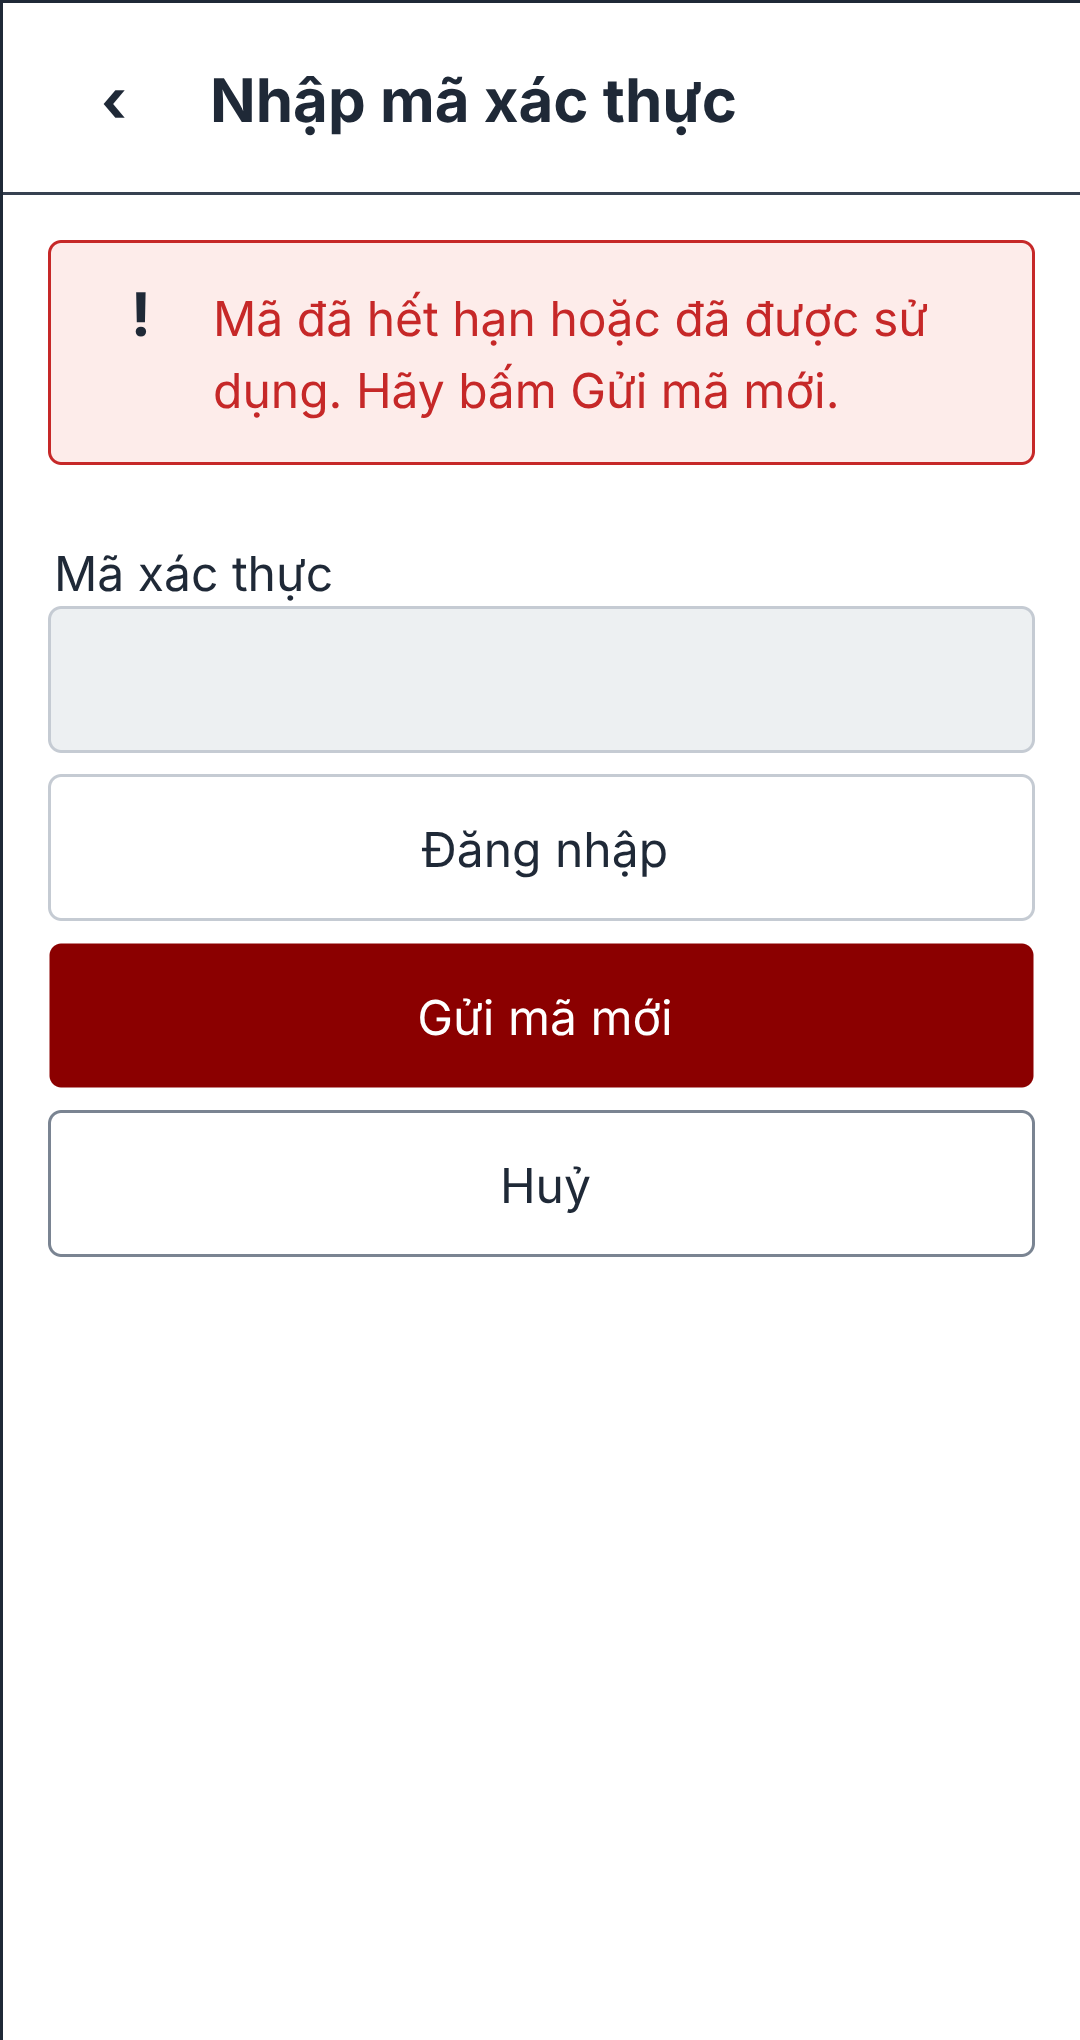 ‹ Nhập mã xác thực
! Mã đã hết hạn hoặc đã được sử
dụng. Hãy bấm Gửi mã mới.
Mã xác thực
Đăng nhập
Gửi mã mới
Huỷ